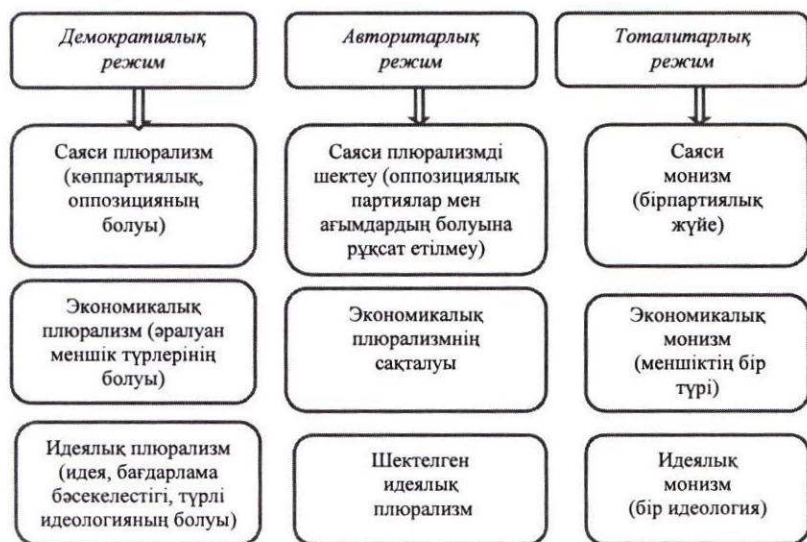 Демократиялық
режим
Авторитарлық
режим
Тоталитарлық
режим
Саяси плюрализм
(көппартиялық,
оппозицияның
болуы)
Саяси плюрализмді
шектеу (оппозициялық
партиялар мен
ағымдардың болуына
рұқсат етілмеу)
Саяси
монизм
(бірпартиялық
жүйе)
Экономикалық
плюрализм (әралуан
меншік түрлерінің
болуы)
Экономикалық
плюрализмнің
сақталуы
Экономикалық
монизм
(меншіктің бір
түрі)
Идеялық плюрализм
(идея, бағдарлама
бәсекелестігі, түрлі
идеологияның болуы)
Шектелген
идеялық
плюрализм
Идеялық
монизм
(бір идеология)